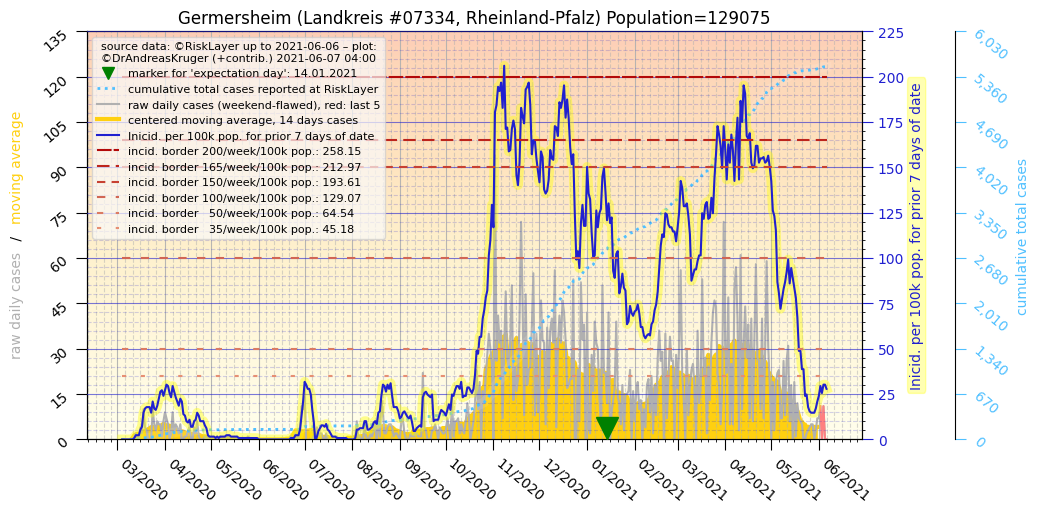 Germersheim (Landkreis #07334, Rheinland-Pfalz) Population=129075
source data: ©RiskLayer up to 2021-06-06 – plot:
©DrAndreasKruger (+contrib.) 2021-06-07 04:00
marker for 'expectation day': 14.01.2021
cumulative total cases reported at RiskLayer
raw daily cases (weekend-flawed), red: last 5
centered moving average, 14 days cases
Inicid. per 100k pop. for prior 7 days of date
incid. border 200/week/100k pop.: 258.15
incid. border 165/week/100k pop.: 212.97
incid. border 150/week/100k pop.: 193.61
incid. border 100/week/100k pop.: 129.07
incid. border 50/week/100k pop.: 64.54
incid. border 35/week/100k pop.: 45.18
raw daily cases / moving average
135
120
105
90
75
60
45
30
15
0
03/2020
04/2020
05/2020
06/2020
07/2020
08/2020
09/2020
10/2020
11/2020
12/2020
01/2021
02/2021
03/2021
04/2021
05/2021
06/2021
225
200
175
150
125
100
75
50
25
0
Inicid. per 100k pop. for prior 7 days of date
6,030
5,360
4,690
4,020
3,350
2,680
2,010
1,340
670
0
cumulative total cases